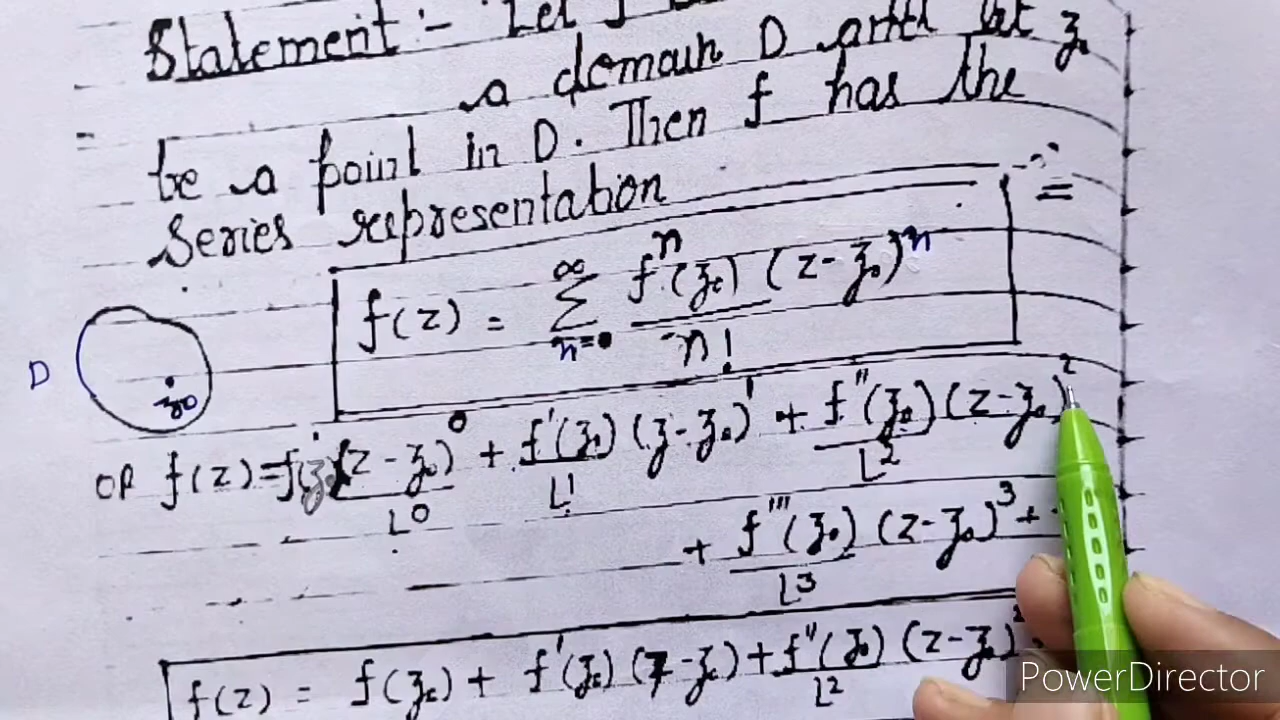 Statement :- Let f
a domain D and let z₀
be a point in D. Then f has the
Series representation
f(z) = ∞ Σ n=0 fⁿ(z₀) (z-z₀)ⁿ / n!
D
z0
or f(z) = f(z₀)(z-z₀)⁰ / L0 + f'(z₀)/L1 (z-z₀)¹ + f''(z₀)/L2 (z-z₀)²
+ f'''(z₀)/L3 (z-z₀)³ +
f(z) = f(z₀) + f'(z₀) (z-z₀) + f''(z₀)/L2 (z-z₀)²
PowerDirector